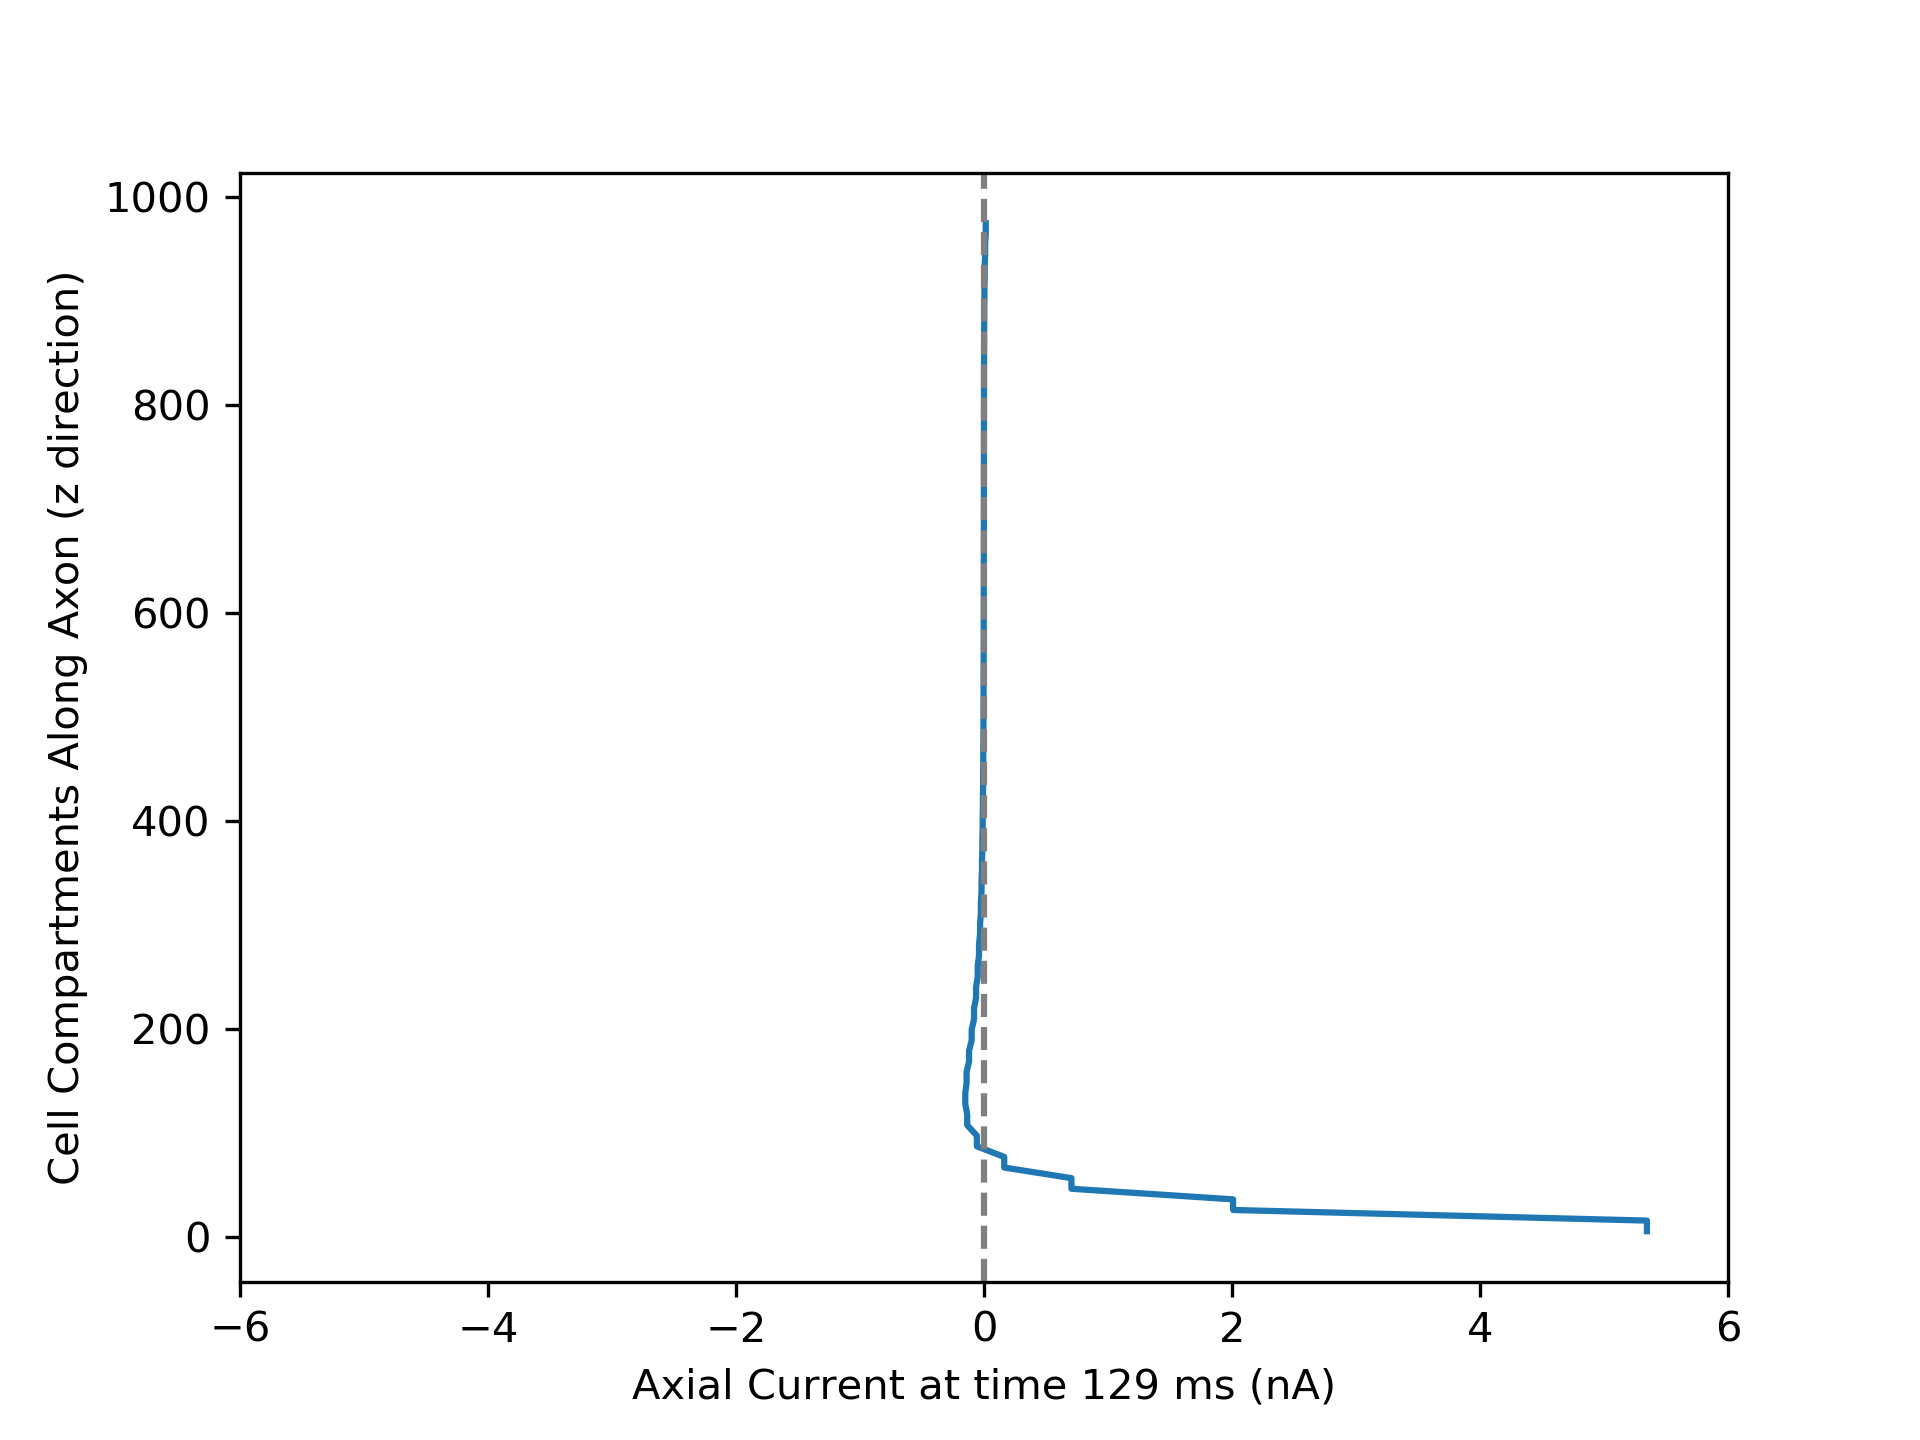 1000
800
600
400
200
0
Cell Compartments Along Axon (z direction)
−6 −4 −2 0 2 4 6
Axial Current at time 129 ms (nA)